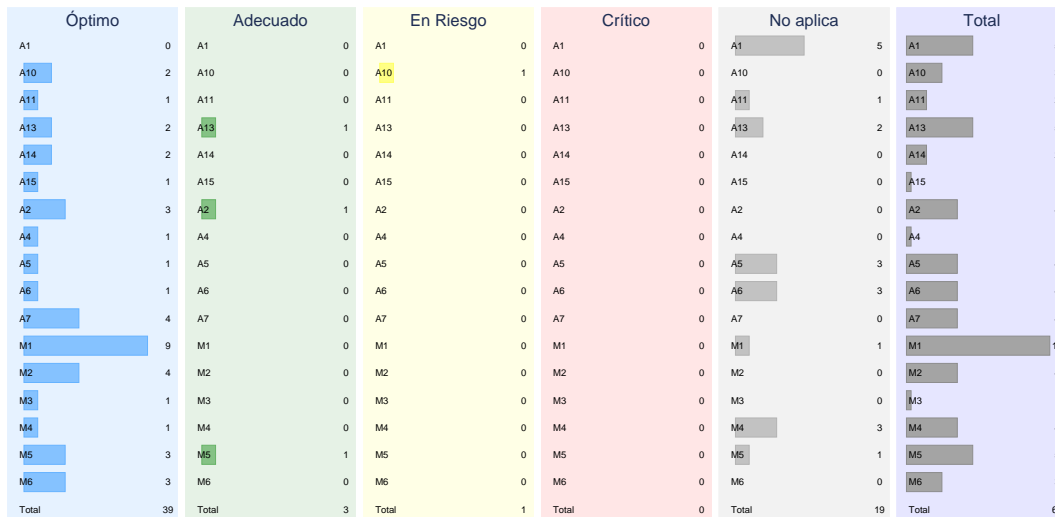 Óptimo Adecuado En Riesgo Crítico No aplica Total
A1 0 A1 0 A1 0 A1 0 A1 5 A1
A10 2 A10 0 A10 1 A10 0 A10 0 A10
A11 1 A11 0 A11 0 A11 0 A11 1 A11
A13 2 A13 1 A13 0 A13 0 A13 2 A13
A14 2 A14 0 A14 0 A14 0 A14 0 A14
A15 1 A15 0 A15 0 A15 0 A15 0 A15
A2 3 A2 1 A2 0 A2 0 A2 0 A2
A4 1 A4 0 A4 0 A4 0 A4 0 A4
A5 1 A5 0 A5 0 A5 0 A5 3 A5
A6 1 A6 0 A6 0 A6 0 A6 3 A6
A7 4 A7 0 A7 0 A7 0 A7 0 A7
M1 9 M1 0 M1 0 M1 0 M1 1 M1
M2 4 M2 0 M2 0 M2 0 M2 0 M2
M3 1 M3 0 M3 0 M3 0 M3 0 M3
M4 1 M4 0 M4 0 M4 0 M4 3 M4
M5 3 M5 1 M5 0 M5 0 M5 1 M5
M6 3 M6 0 M6 0 M6 0 M6 0 M6
Total 39 Total 3 Total 1 Total 0 Total 19 Total